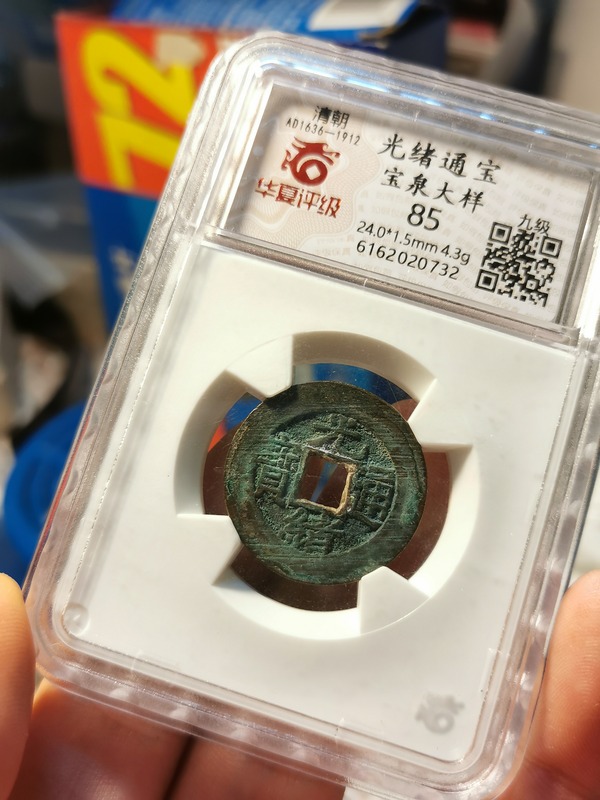 72
清朝
AD1636—1912
华夏评级
光绪通宝
宝泉大样
85
九级
24.0*1.5mm 4.3g
6162020732
光
緒
通
寶